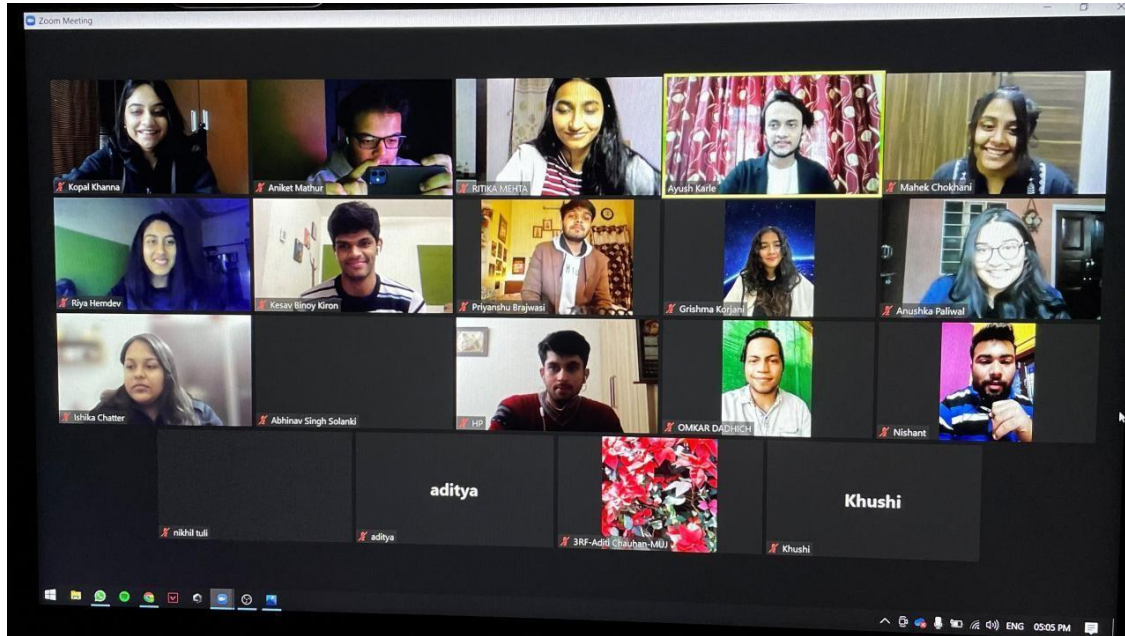 Zoom Meeting
Kopal Khanna
Aniket Mathur
RITIKA MEHTA
Ayush Karle
Mahek Chokhani
Riya Hemdev
Kesav Binoy Kiron
Priyanshu Brajwasi
Grishma Korjani
Anushka Paliwal
Ishika Chatter
Abhinav Singh Solanki
HP
OMKAR DADHICH
Nishant
nikhil tuli
aditya
aditya
3RF-Aditi Chauhan-MUJ
Khushi
Khushi
ENG 05:05 PM